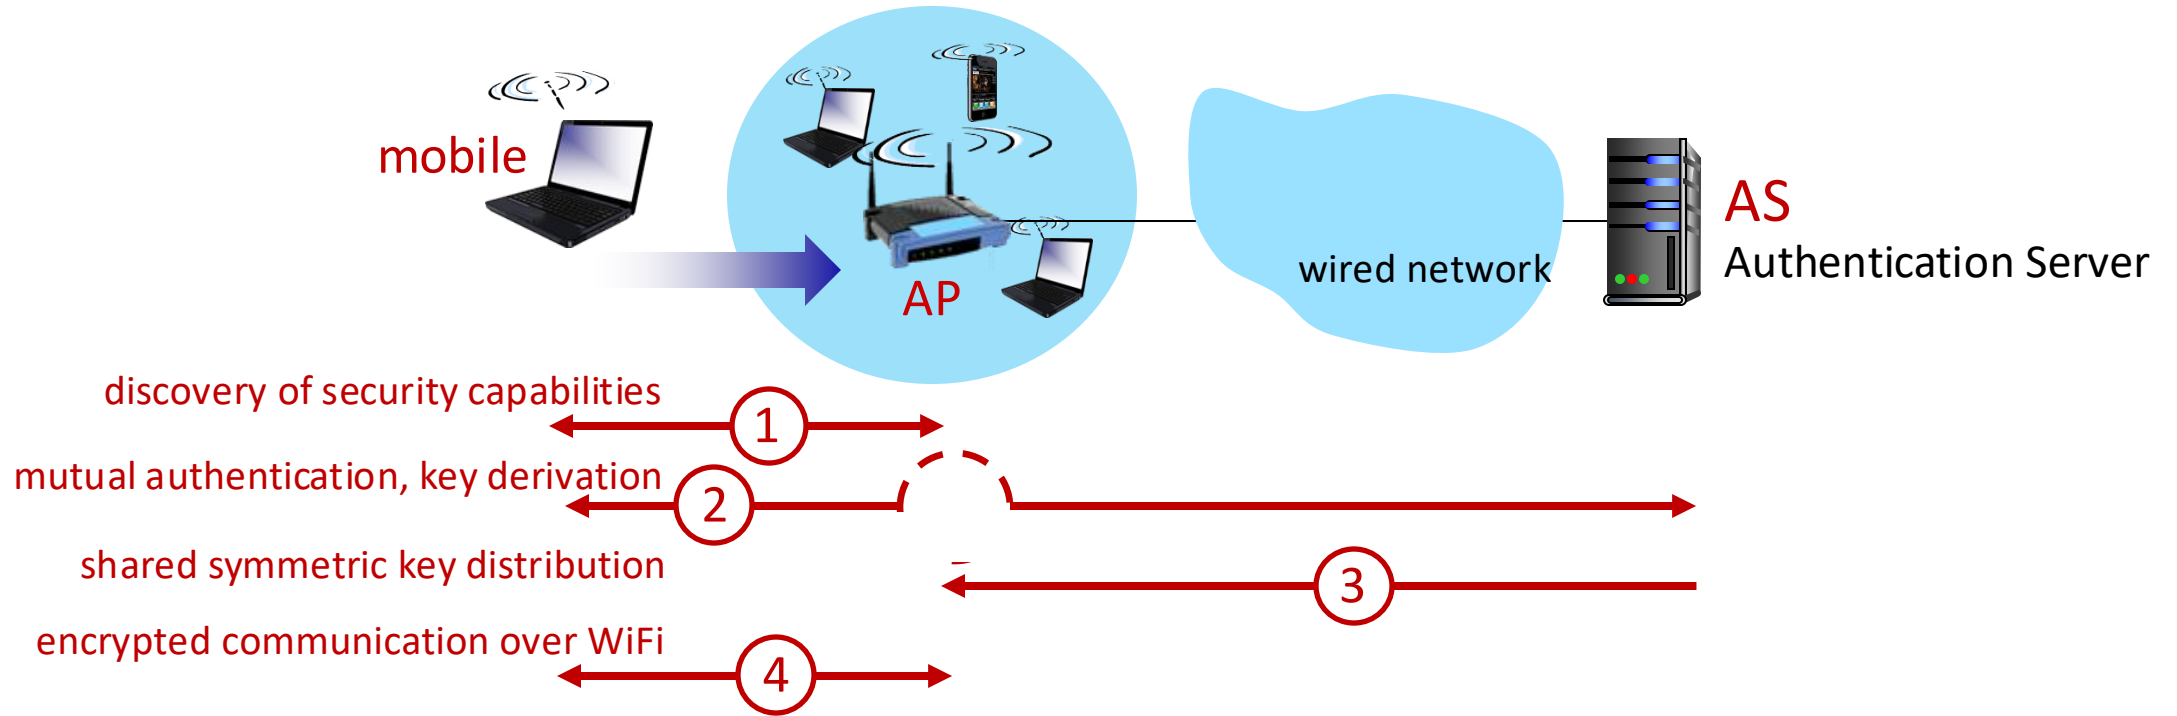 mobile
AP
wired network
AS
Authentication Server
discovery of security capabilities
1
mutual authentication, key derivation
2
shared symmetric key distribution
3
encrypted communication over WiFi
4